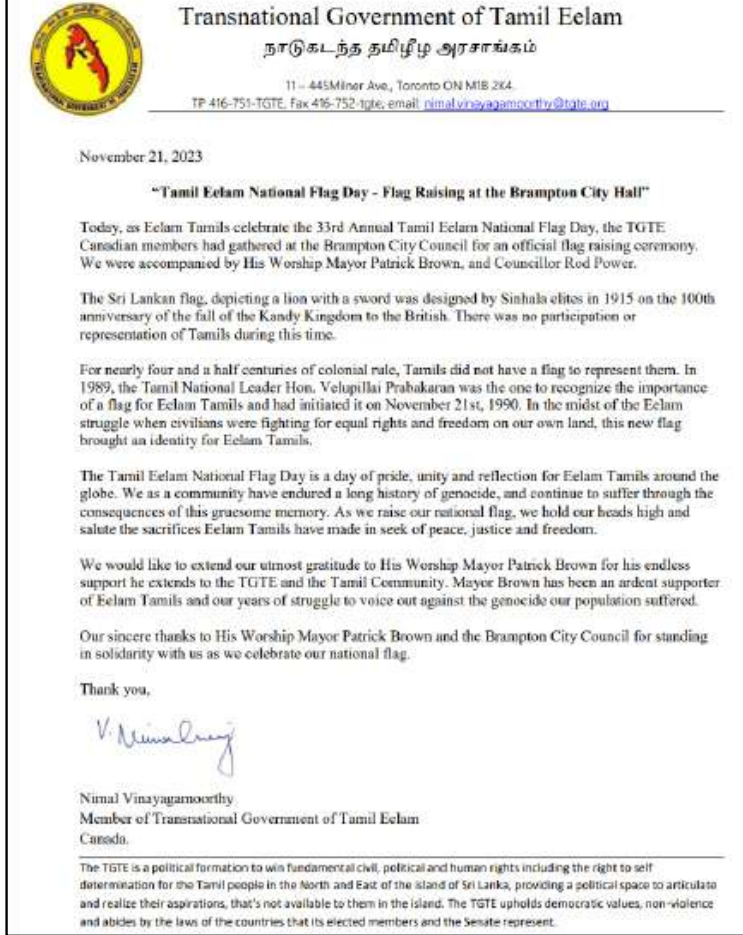 Transnational Government of Tamil Eelam
நாடுகடந்த தமிழீழ அரசாங்கம்
11 – 445Milner Ave., Toronto ON M1B 2K4.
TP 416-751-TGTE, Fax 416-752-tgte; email: nimal.vinayagamoorthy@tgte.org
November 21, 2023
"Tamil Eelam National Flag Day - Flag Raising at the Brampton City Hall"
Today, as Eelam Tamils celebrate the 33rd Annual Tamil Eelam National Flag Day, the TGTE
Canadian members had gathered at the Brampton City Council for an official flag raising ceremony.
We were accompanied by His Worship Mayor Patrick Brown, and Councillor Rod Power.
The Sri Lankan flag, depicting a lion with a sword was designed by Sinhala elites in 1915 on the 100th
anniversary of the fall of the Kandy Kingdom to the British. There was no participation or
representation of Tamils during this time.
For nearly four and a half centuries of colonial rule, Tamils did not have a flag to represent them. In
1989, the Tamil National Leader Hon. Velupillai Prabakaran was the one to recognize the importance
of a flag for Eelam Tamils and had initiated it on November 21st, 1990. In the midst of the Eelam
struggle when civilians were fighting for equal rights and freedom on our own land, this new flag
brought an identity for Eelam Tamils.
The Tamil Eelam National Flag Day is a day of pride, unity and reflection for Eelam Tamils around the
globe. We as a community have endured a long history of genocide, and continue to suffer through the
consequences of this gruesome memory. As we raise our national flag, we hold our heads high and
salute the sacrifices Eelam Tamils have made in seek of peace, justice and freedom.
We would like to extend our utmost gratitude to His Worship Mayor Patrick Brown for his endless
support he extends to the TGTE and the Tamil Community. Mayor Brown has been an ardent supporter
of Eelam Tamils and our years of struggle to voice out against the genocide our population suffered.
Our sincere thanks to His Worship Mayor Patrick Brown and the Brampton City Council for standing
in solidarity with us as we celebrate our national flag.
Thank you,
Nimal Vinayagamoorthy
Member of Transnational Government of Tamil Eelam
Canada.
The TGTE is a political formation to win fundamental civil, political and human rights including the right to self
determination for the Tamil people in the North and East of the island of Sri Lanka, providing a political space to articulate
and realize their aspirations, that's not available to them in the island. The TGTE upholds democratic values, non-violence
and abides by the laws of the countries that its elected members and the Senate represent.